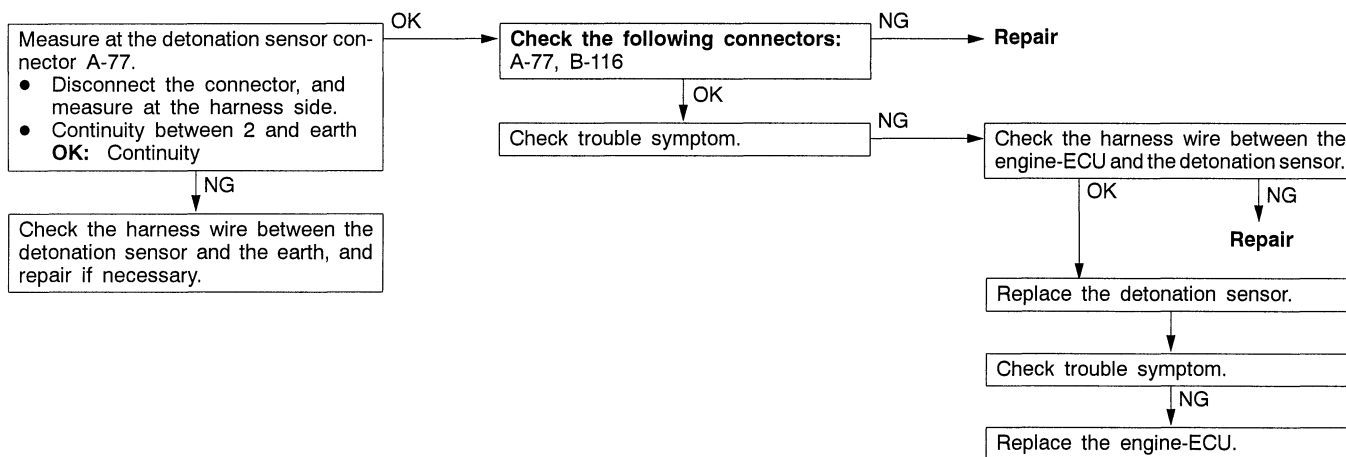 Measure at the detonation sensor con-
nector A-77.
● Disconnect the connector, and
measure at the harness side.
● Continuity between 2 and earth
OK: Continuity
OK
NG
Check the harness wire between the
detonation sensor and the earth, and
repair if necessary.
Check the following connectors:
A-77, B-116
NG
Repair
OK
Check trouble symptom.
NG
Check the harness wire between the
engine-ECU and the detonation sensor.
OK
NG
Repair
Replace the detonation sensor.
Check trouble symptom.
NG
Replace the engine-ECU.